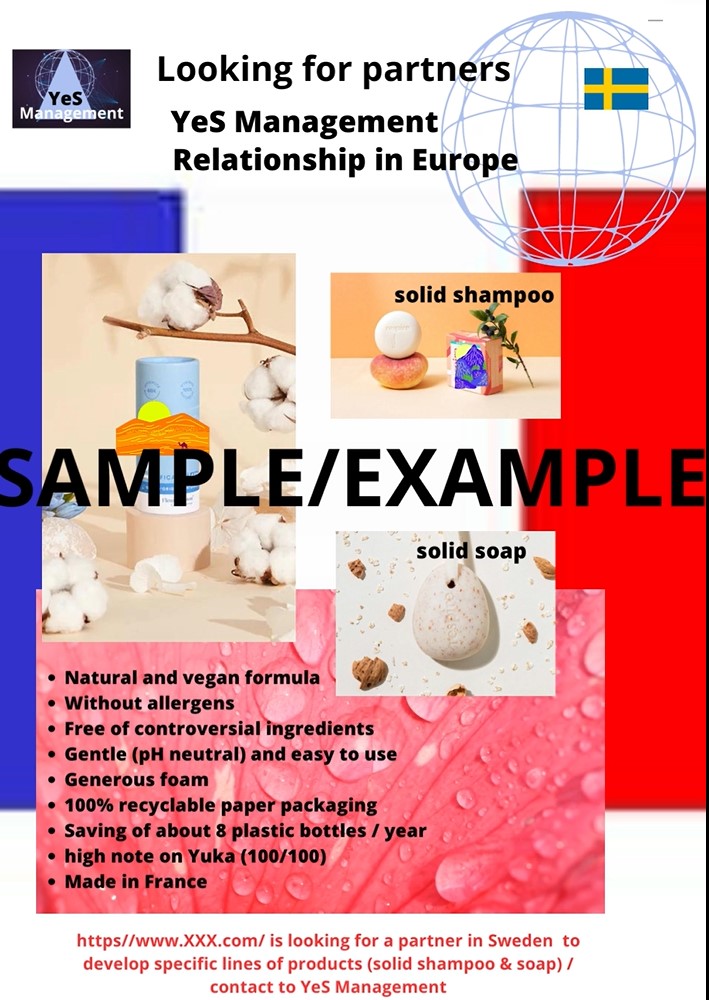 YeS
Management
Looking for partners
YeS Management
Relationship in Europe
solid shampoo
SAMPLE/EXAMPLE
solid soap
Natural and vegan formula
Without allergens
Free of controversial ingredients
Gentle (pH neutral) and easy to use
Generous foam
100% recyclable paper packaging
Saving of about 8 plastic bottles / year
high note on Yuka (100/100)
Made in France
https//www.XXX.com/ is looking for a partner in Sweden to
develop specific lines of products (solid shampoo & soap) /
contact to YeS Management